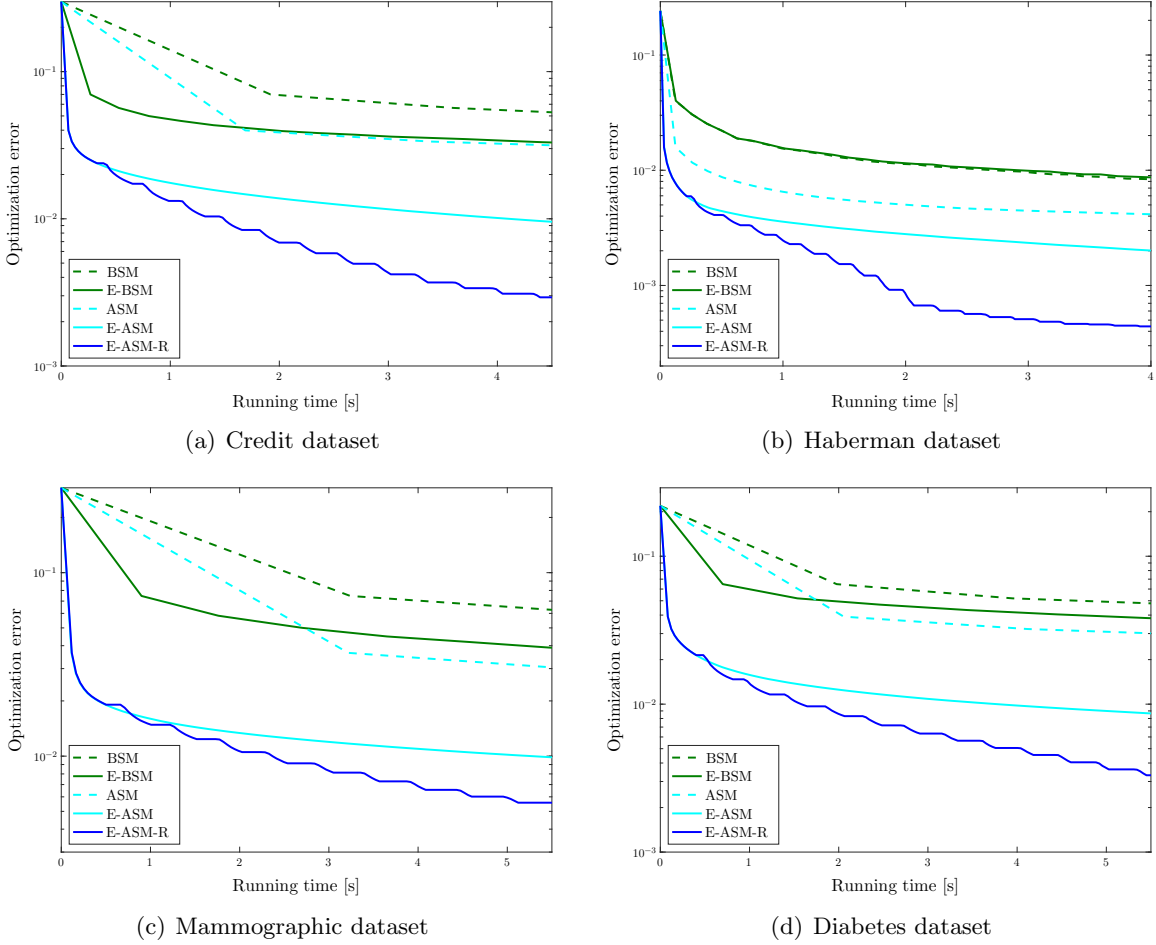 Optimization error
10⁻¹
10⁻²
10⁻³
BSM
E-BSM
ASM
E-ASM
E-ASM-R
0 1 2 3 4
Running time [s]
(a) Credit dataset
Optimization error
10⁻¹
10⁻²
10⁻³
BSM
E-BSM
ASM
E-ASM
E-ASM-R
0 1 2 3 4
Running time [s]
(b) Haberman dataset
Optimization error
10⁻¹
10⁻²
BSM
E-BSM
ASM
E-ASM
E-ASM-R
0 1 2 3 4 5
Running time [s]
(c) Mammographic dataset
Optimization error
10⁻¹
10⁻²
10⁻³
BSM
E-BSM
ASM
E-ASM
E-ASM-R
0 1 2 3 4 5
Running time [s]
(d) Diabetes dataset